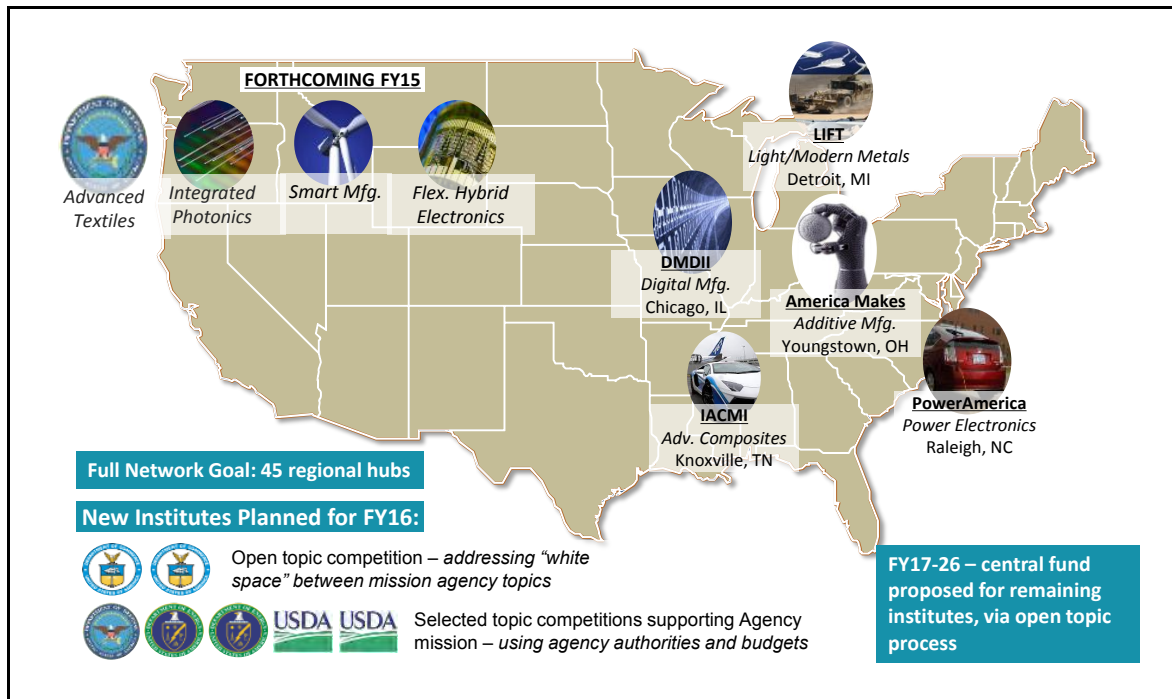 FORTHCOMING FY15
Advanced
Textiles
Integrated
Photonics
Smart Mfg.
Flex. Hybrid
Electronics
LIFT
Light/Modern Metals
Detroit, MI
DMDII
Digital Mfg.
Chicago, IL
America Makes
Additive Mfg.
Youngstown, OH
IACMI
Adv. Composites
Knoxville, TN
PowerAmerica
Power Electronics
Raleigh, NC
Full Network Goal: 45 regional hubs
New Institutes Planned for FY16:
Open topic competition – addressing “white
space” between mission agency topics
USDA USDA
Selected topic competitions supporting Agency
mission – using agency authorities and budgets
FY17-26 – central fund
proposed for remaining
institutes, via open topic
process